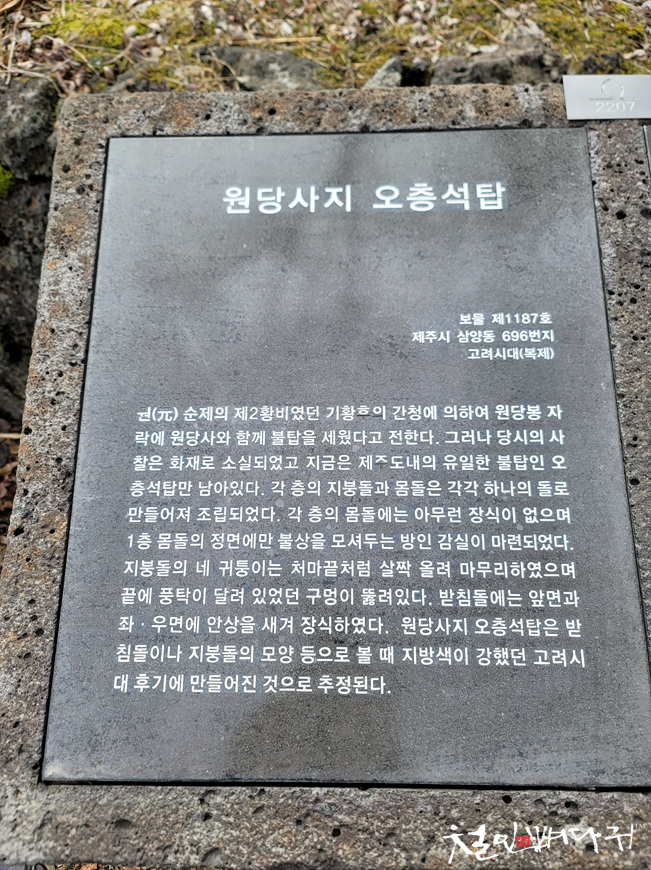 2207
원당사지 오층석탑
보물 제1187호
제주시 삼양동 696번지
고려시대(복제)
원(元) 순제의 제2황비였던 기황후의 간청에 의하여 원당봉 자
락에 원당사와 함께 불탑을 세웠다고 전한다. 그러나 당시의 사
찰은 화재로 소실되었고 지금은 제주도내의 유일한 불탑인 오
층석탑만 남아있다. 각 층의 지붕돌과 몸돌은 각각 하나의 돌로
만들어져 조립되었다. 각 층의 몸돌에는 아무런 장식이 없으며
1층 몸돌의 정면에만 불상을 모셔두는 방인 감실이 마련되었다.
지붕돌의 네 귀퉁이는 처마끝처럼 살짝 올려 마무리하였으며
끝에 풍탁이 달려 있었던 구멍이 뚫려있다. 받침돌에는 앞면과
좌·우면에 안상을 새겨 장식하였다. 원당사지 오층석탑은 받
침돌이나 지붕돌의 모양 등으로 볼 때 지방색이 강했던 고려시
대 후기에 만들어진 것으로 추정된다.